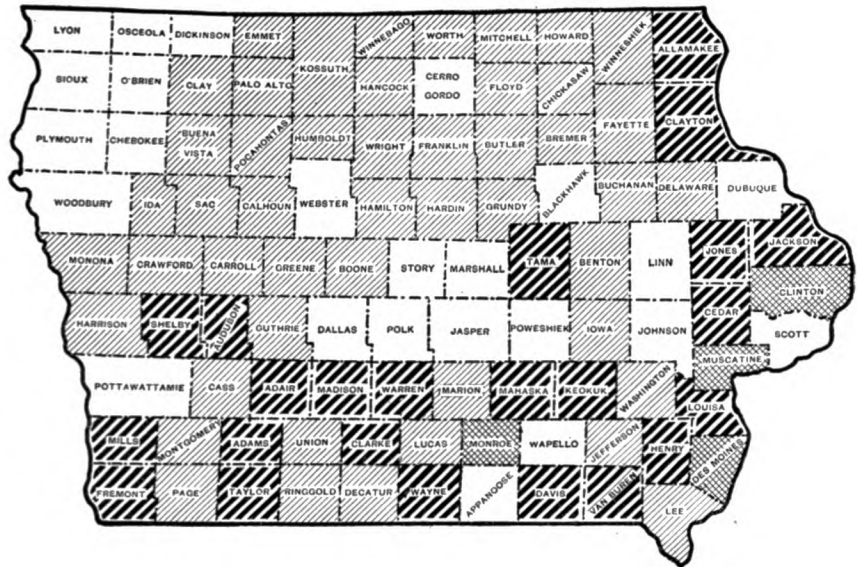 LYON OSCEOLA DICKINSON EMMET WINNEBAGO WORTH MITCHELL HOWARD WINNESHIEK ALLAMAKEE
KOSSUTH
SIOUX O'BRIEN CLAY PALO ALTO HANCOCK CERRO GORDO FLOYD CHICKASAW
FAYETTE CLAYTON
PLYMOUTH CHEBOKEE BUENA VISTA POCAHONTAS HUMBOLDT WRIGHT FRANKLIN BUTLER BREMER
WOODBURY IDA SAC CALHOUN WEBSTER HAMILTON HARDIN GRUNDY BLACKHAWK BUCHANAN DELAWARE DUBUQUE
MONONA CRAWFORD CARROLL GREENE BOONE STORY MARSHALL TAMA BENTON LINN JONES JACKSON
CLINTON
HARRISON SHELBY AUDUBON GUTHRIE DALLAS POLK JASPER POWESHIEK IOWA JOHNSON CEDAR SCOTT
MUSCATINE
POTTAWATTAMIE CASS ADAIR MADISON WARREN MARION MAHASKA KEOKUK WASHINGTON LOUISA
MILLS MONTGOMERY ADAMS UNION CLARKE LUCAS MONROE WAPELLO JEFFERSON HENRY DES MOINES
FREMONT PAGE TAYLOR RINGGOLD DECATUR WAYNE APPANOOSE DAVIS VAN BUREN LEE